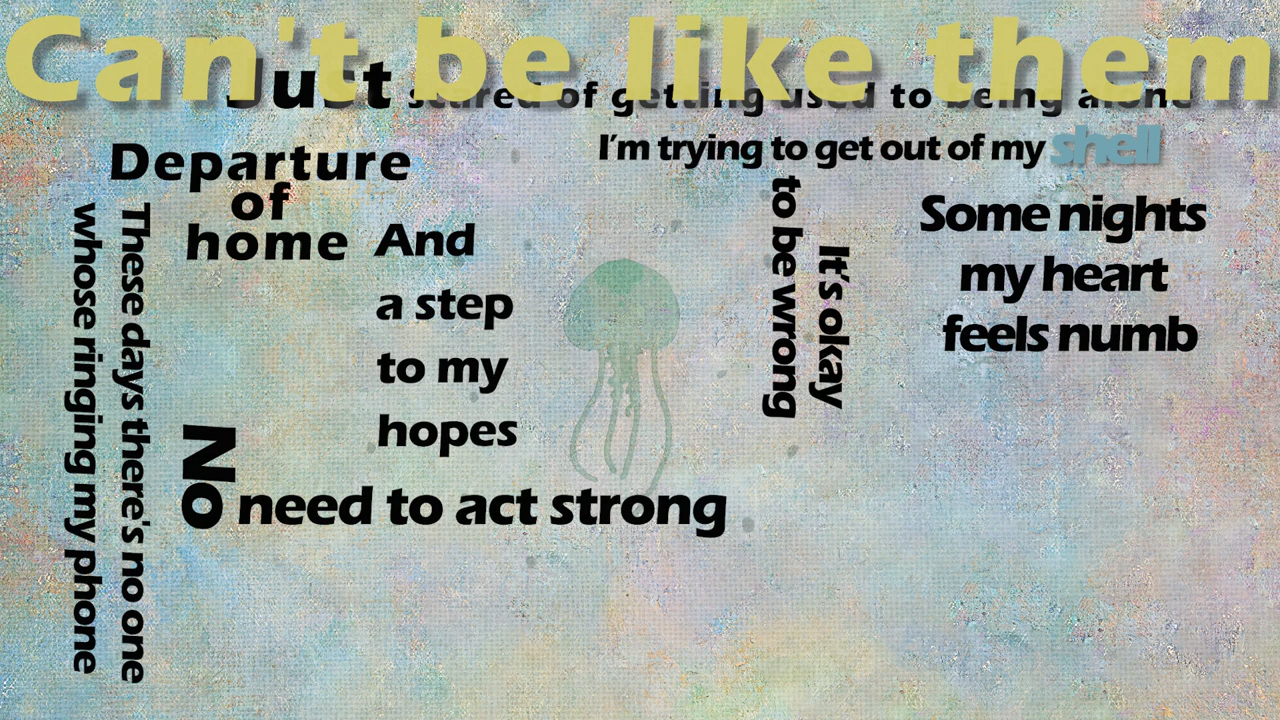 Can't be like them
Just scared of getting used to being alone
I'm trying to get out of my shell
Departure
of
home
These days there's no one
whose ringing my phone
And
a step
to my
hopes
No need to act strong
It's okay
to be wrong
Some nights
my heart
feels numb